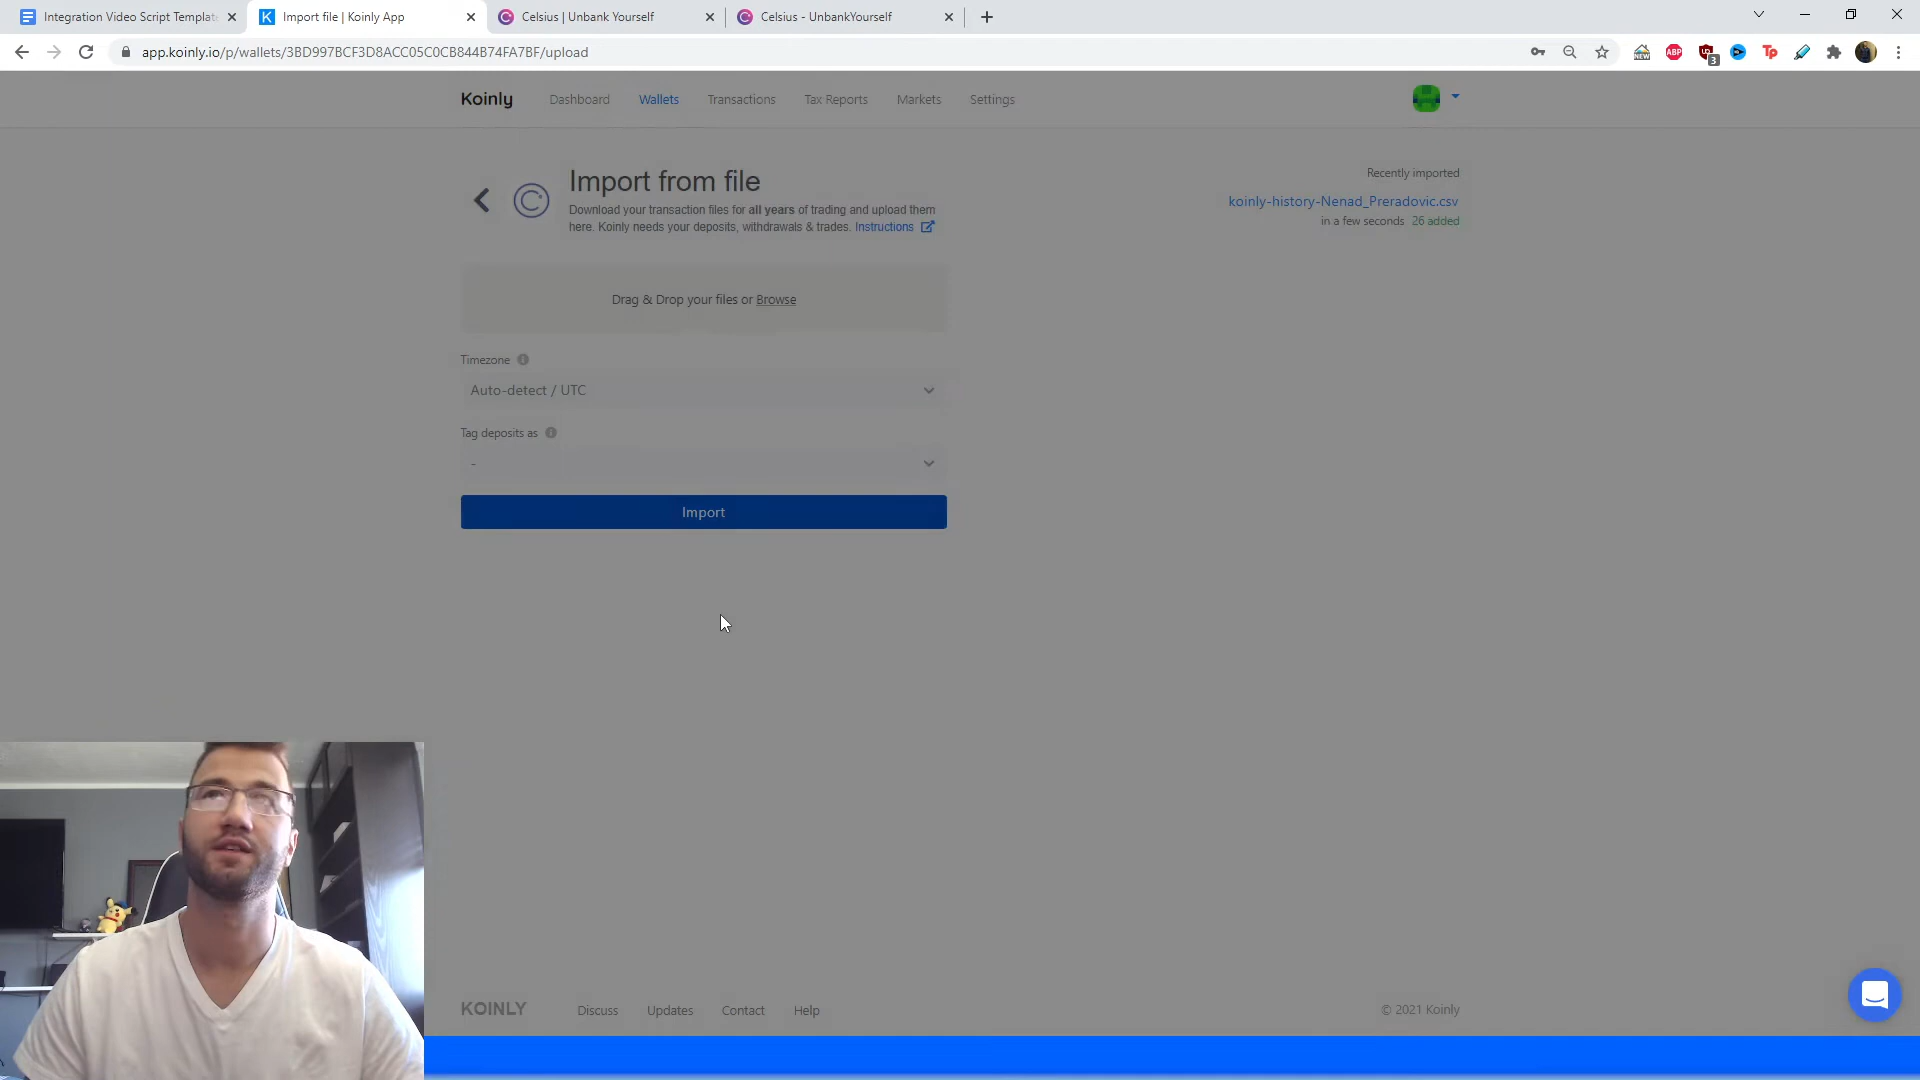 Integration Video Script Templat
Import file | Koinly App
Celsius | Unbank Yourself
Celsius - UnbankYourself
app.koinly.io/p/wallets/3BD997BCF3D8ACC05C0CB844B74FA7BF/upload
NEW
ABP
3
Tp
Koinly
Dashboard
Wallets
Transactions
Tax Reports
Markets
Settings
Import from file
Download your transaction files for all years of trading and upload them
here. Koinly needs your deposits, withdrawals & trades. Instructions
Recently imported
koinly-history-Nenad_Preradovic.csv
in a few seconds 26 added
Drag & Drop your files or Browse
Timezone
Auto-detect / UTC
Tag deposits as
-
Import
KOINLY
Discuss
Updates
Contact
Help
© 2021 Koinly